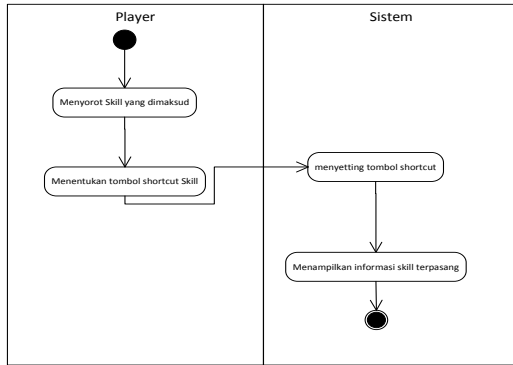 Player
Sistem
Menyorot Skill yang dimaksud
Menentukan tombol shortcut Skill
menyetting tombol shortcut
Menampilkan informasi skill terpasang